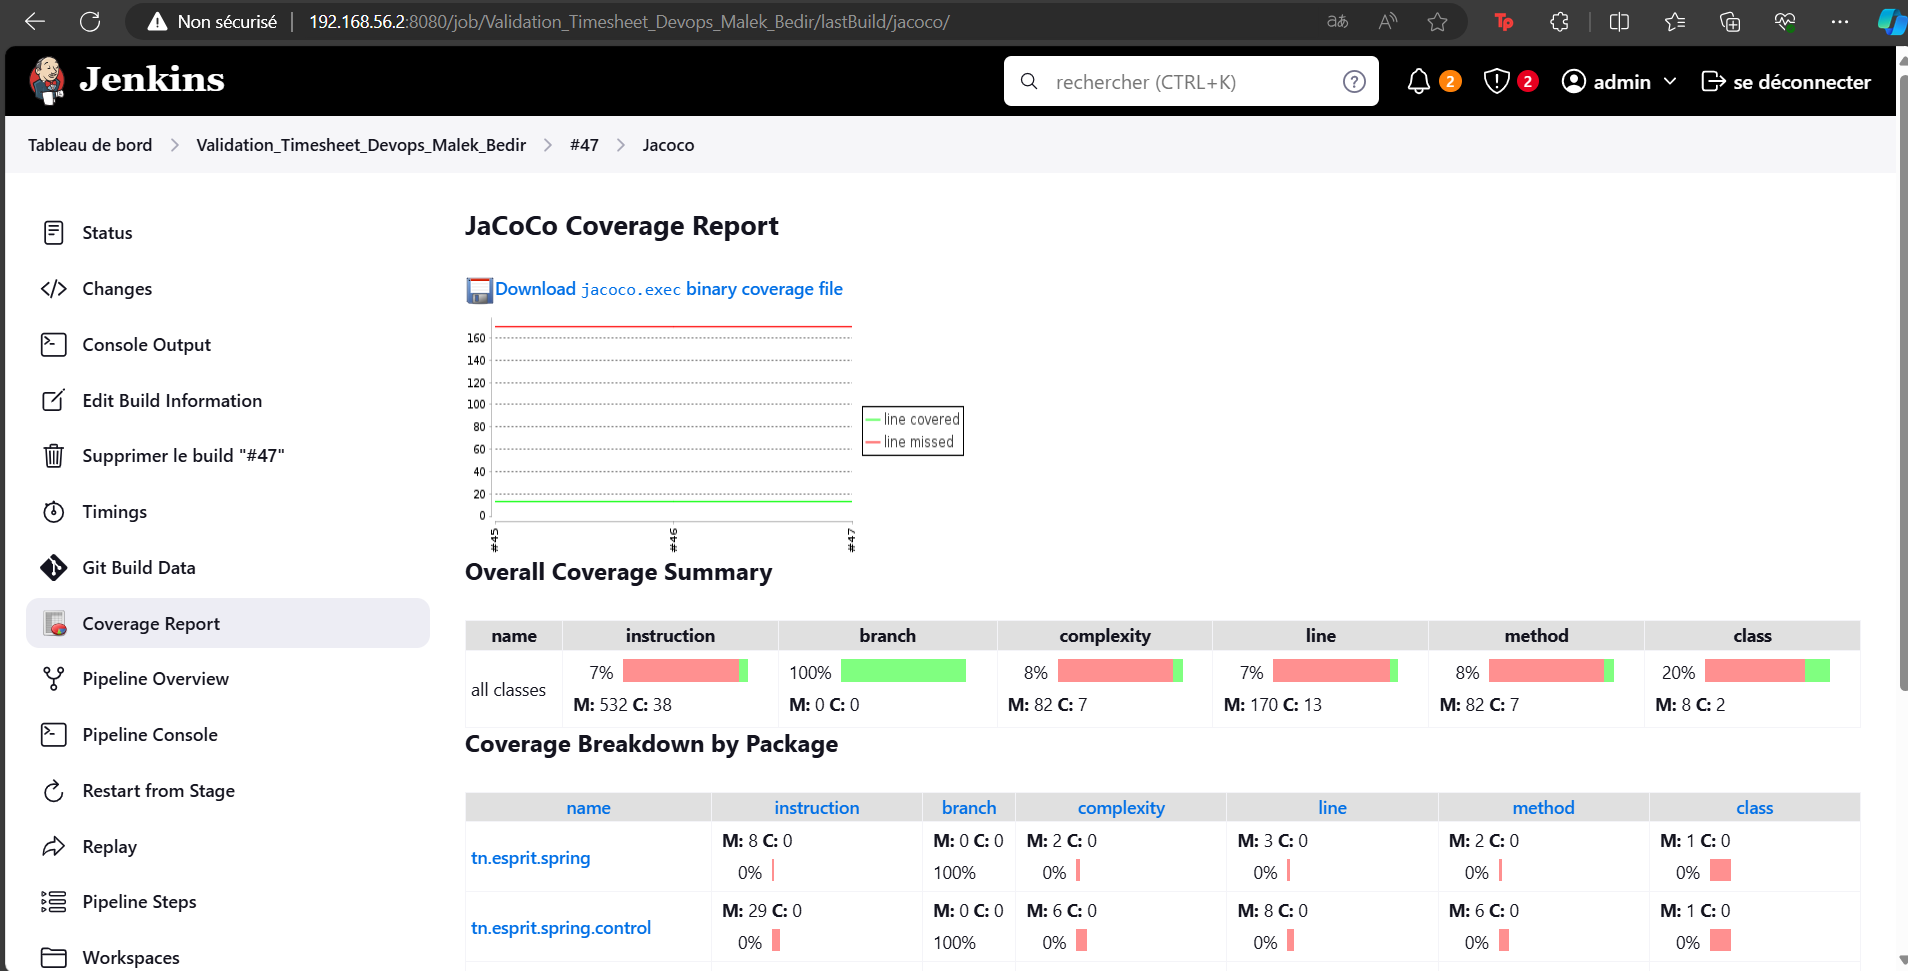 Non sécurisé
192.168.56.2:8080/job/Validation_Timesheet_Devops_Malek_Bedir/lastBuild/jacoco/
Jenkins
rechercher (CTRL+K)
2
2
admin
se déconnecter
Tableau de bord
Validation_Timesheet_Devops_Malek_Bedir
#47
Jacoco
Status
Changes
Console Output
Edit Build Information
Supprimer le build "#47"
Timings
Git Build Data
Coverage Report
Pipeline Overview
Pipeline Console
Restart from Stage
Replay
Pipeline Steps
Workspaces
JaCoCo Coverage Report
Download jacoco.exec binary coverage file
160
140
120
100
80
60
40
20
0
#45
#46
#47
line covered
line missed
Overall Coverage Summary
name instruction branch complexity line method class
all classes
7% 100% 8% 7% 8% 20%
M: 532 C: 38 M: 0 C: 0 M: 82 C: 7 M: 170 C: 13 M: 82 C: 7 M: 8 C: 2
Coverage Breakdown by Package
name instruction branch complexity line method class
tn.esprit.spring
M: 8 C: 0 M: 0 C: 0 M: 2 C: 0 M: 3 C: 0 M: 2 C: 0 M: 1 C: 0
0% 100% 0% 0% 0% 0%
tn.esprit.spring.control
M: 29 C: 0 M: 0 C: 0 M: 6 C: 0 M: 8 C: 0 M: 6 C: 0 M: 1 C: 0
0% 100% 0% 0% 0% 0%